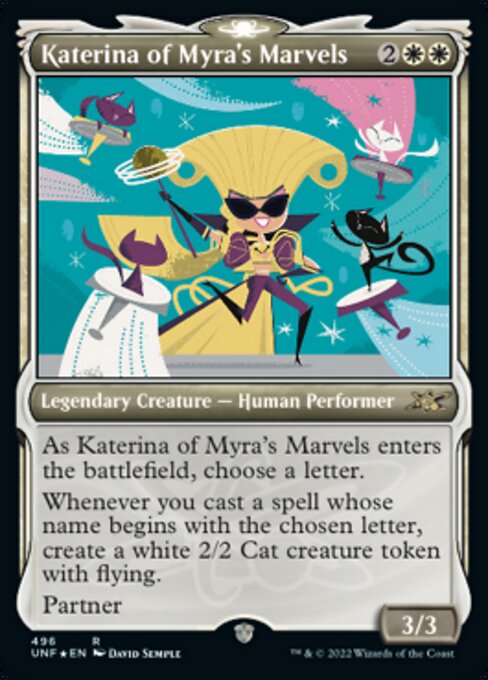 Katerina of Myra's Marvels 2
Legendary Creature — Human Performer
As Katerina of Myra's Marvels enters
the battlefield, choose a letter.
Whenever you cast a spell whose
name begins with the chosen letter,
create a white 2/2 Cat creature token
with flying.
Partner
3/3
496 R
UNF★EN DAVID SEMPLE
™ & © 2022 Wizards of the Coast